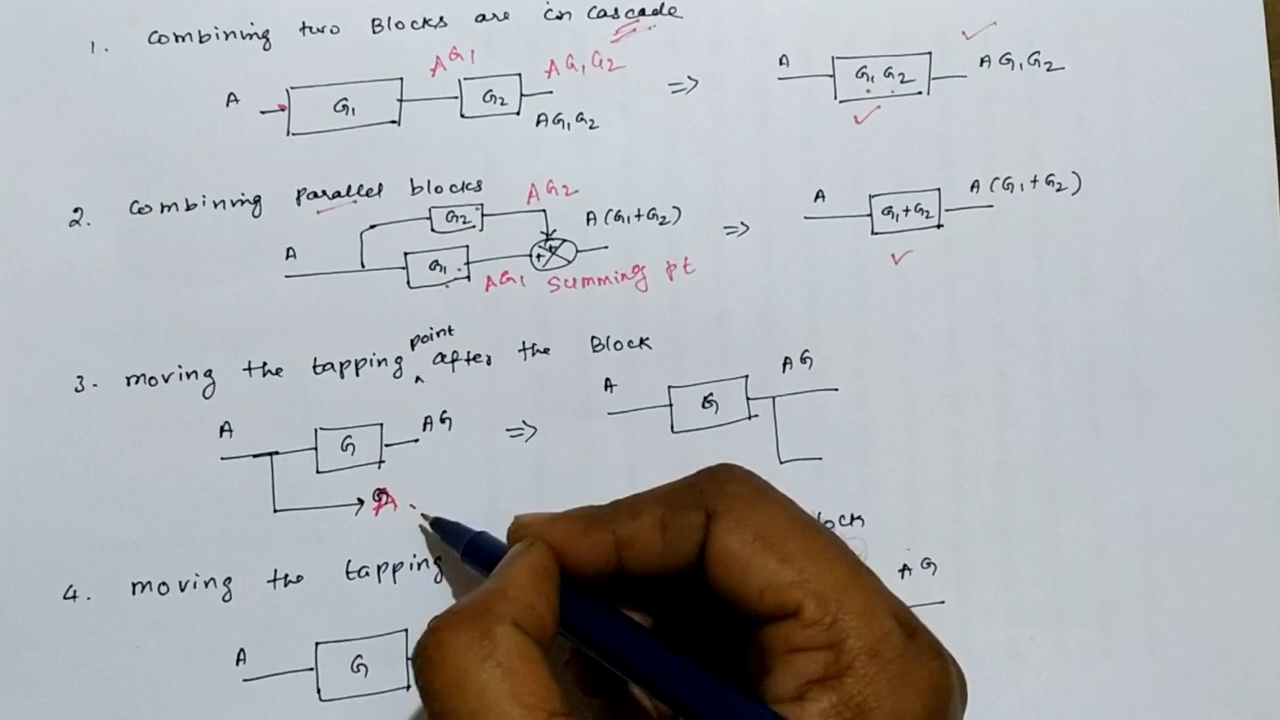 1. Combining two Blocks are in cascade
A G1 AG1 G2 AG1G2 AG1G2 => A G1 G2 AG1G2
2. Combining parallel blocks
A G2 AG2 G1 AG1 + + A(G1+G2) summing pt => A G1+G2 A(G1+G2)
3. moving the tapping point after the Block
A G AG A => A G AG
4. moving the tapping
A G AG